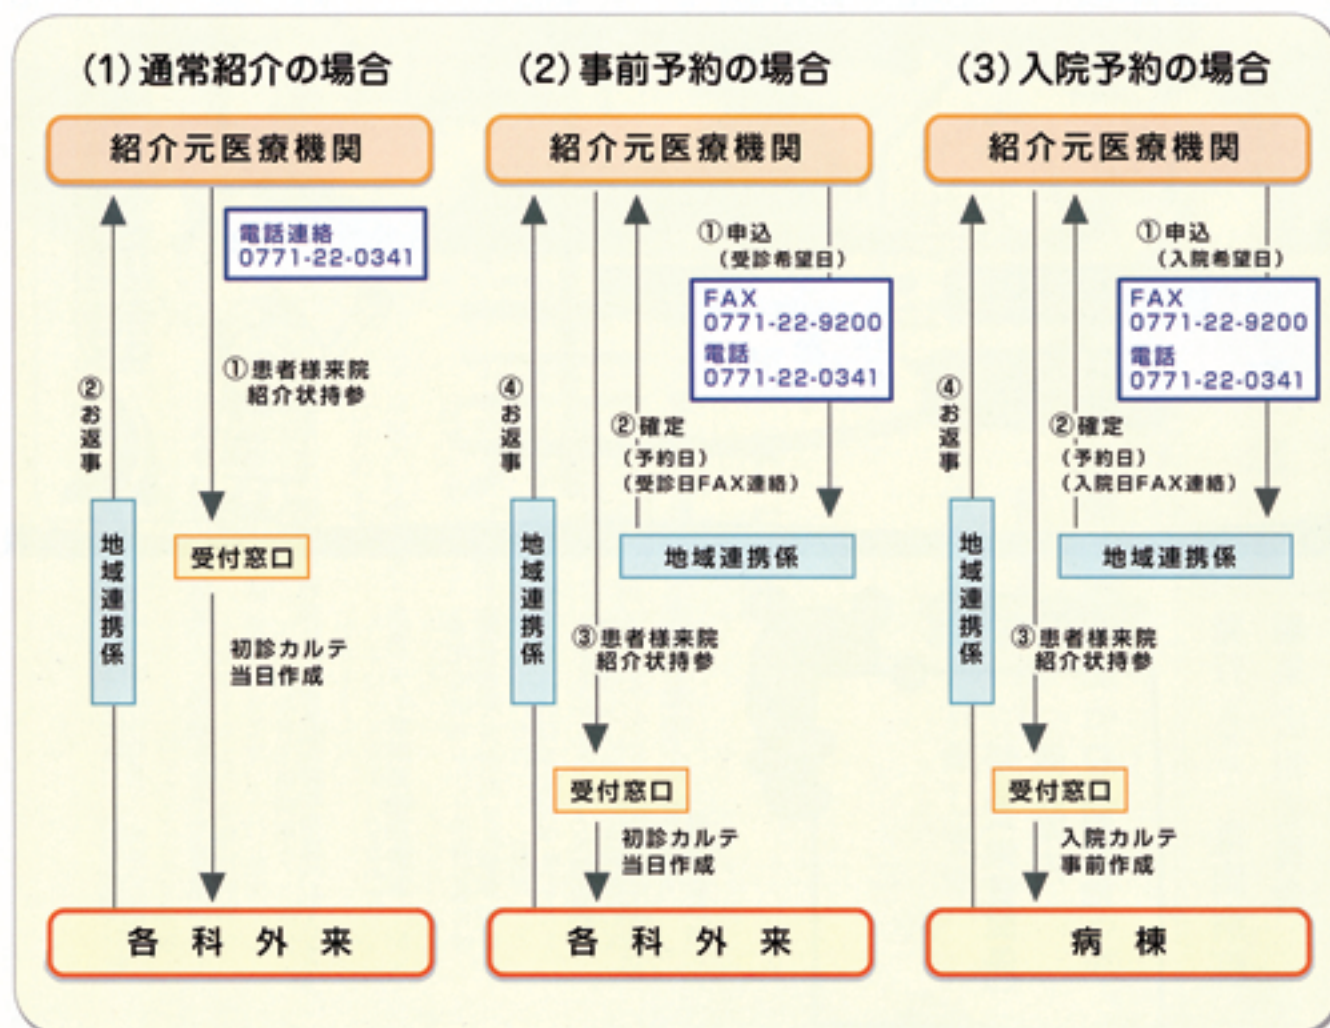 (1)通常紹介の場合
紹介元医療機関
電話連絡
0771-22-0341
①患者様来院
紹介状持参
②お返事
地域連携係
受付窓口
初診カルテ
当日作成
各科外来
(2)事前予約の場合
紹介元医療機関
①申込
(受診希望日)
FAX
0771-22-9200
電話
0771-22-0341
②確定
(予約日)
(受診日FAX連絡)
④お返事
地域連携係
地域連携係
③患者様来院
紹介状持参
受付窓口
初診カルテ
当日作成
各科外来
(3)入院予約の場合
紹介元医療機関
①申込
(入院希望日)
FAX
0771-22-9200
電話
0771-22-0341
②確定
(予約日)
(入院日FAX連絡)
④お返事
地域連携係
地域連携係
③患者様来院
紹介状持参
受付窓口
入院カルテ
事前作成
病棟